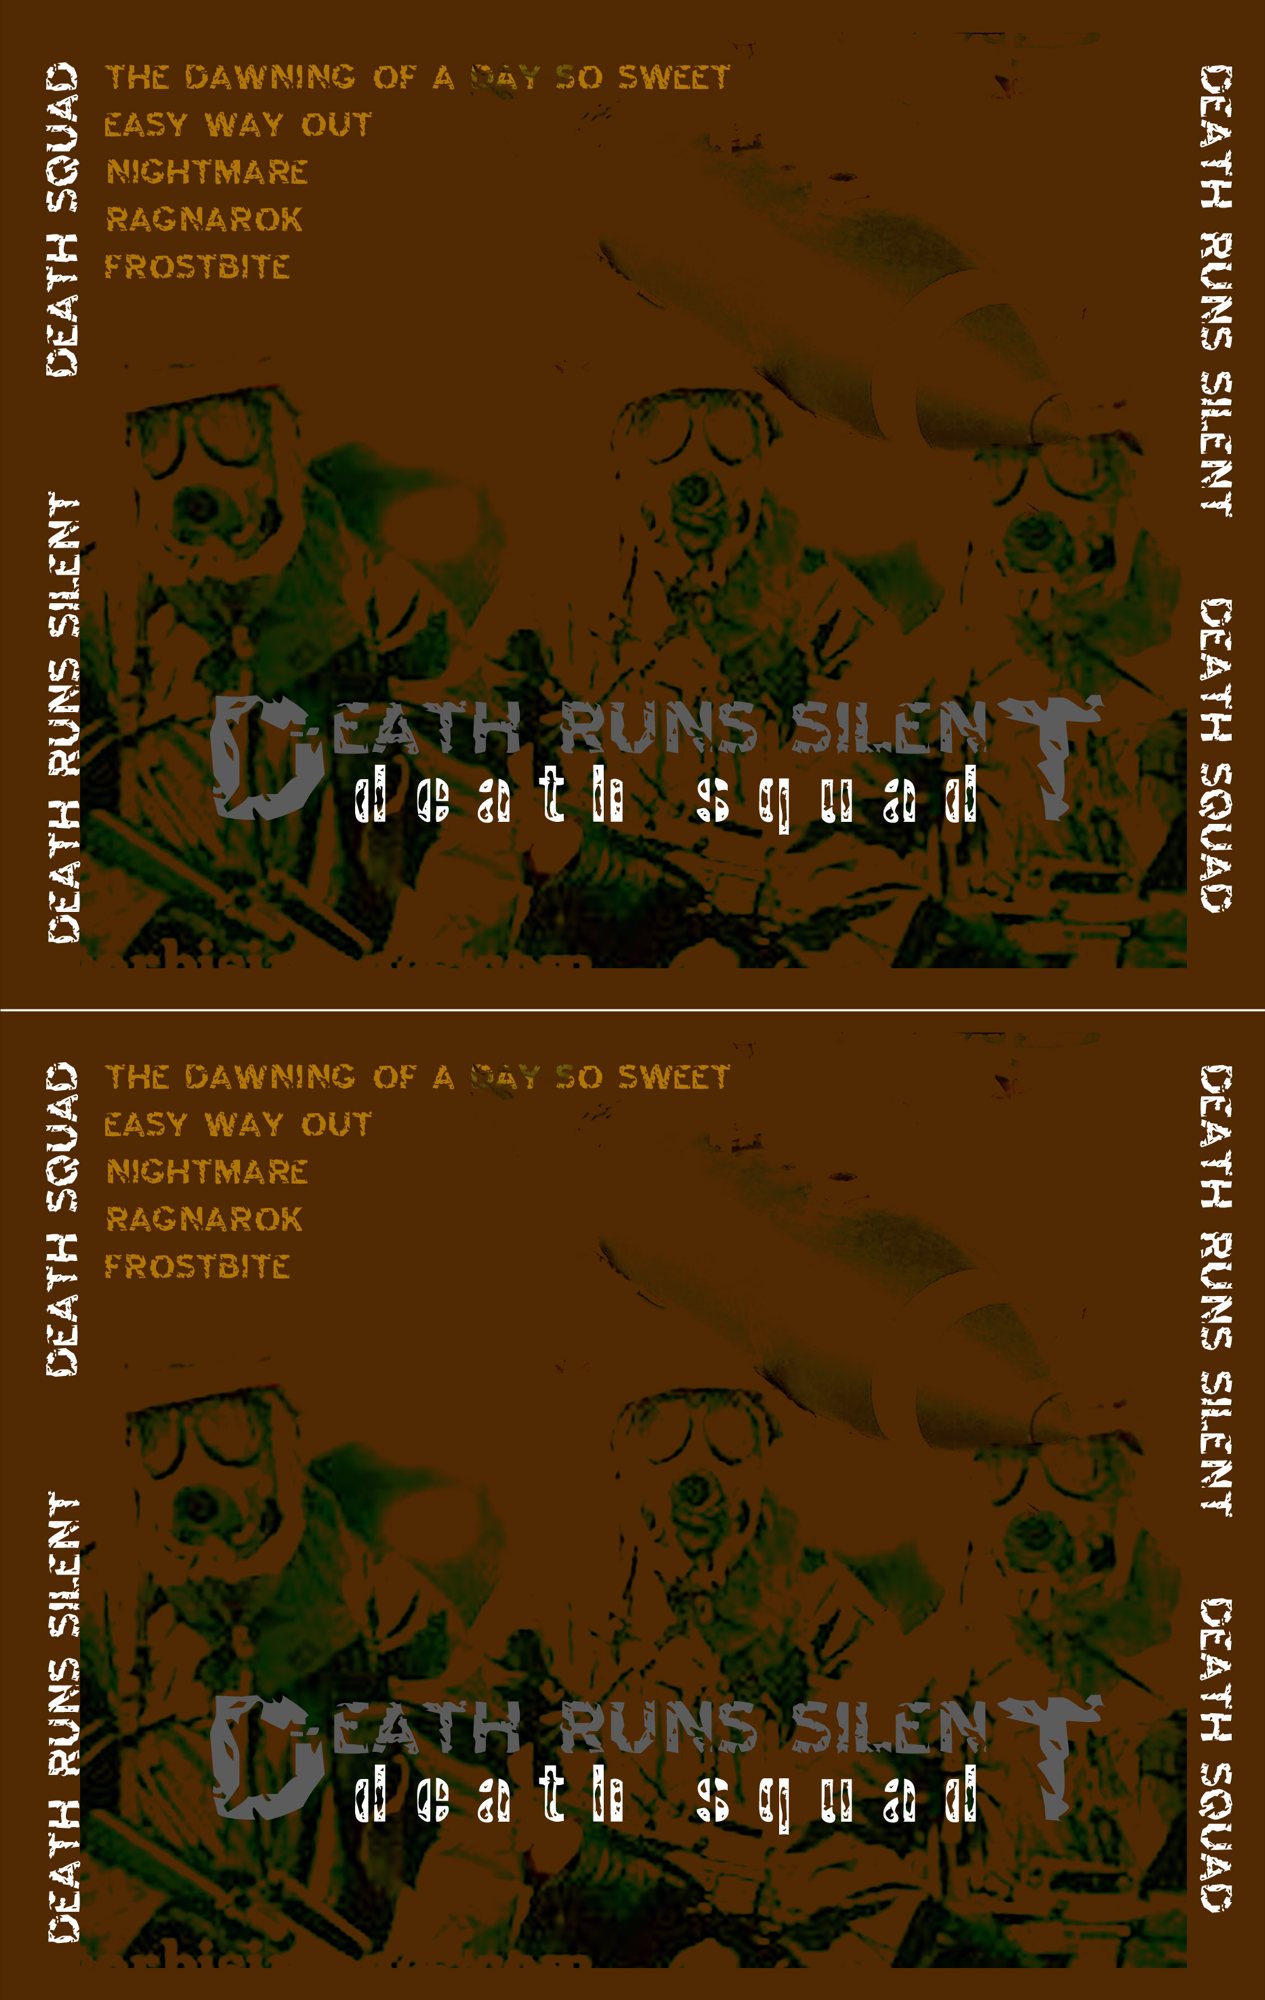 DEATH SQUAD
DEATH RUNS SILENT
THE DAWNING OF A DAY SO SWEET
EASY WAY OUT
NIGHTMARE
RAGNAROK
FROSTBITE
DEATH RUNS SILENT
death squad
DEATH RUNS SILENT
DEATH SQUAD
DEATH SQUAD
DEATH RUNS SILENT
THE DAWNING OF A DAY SO SWEET
EASY WAY OUT
NIGHTMARE
RAGNAROK
FROSTBITE
DEATH RUNS SILENT
death squad
DEATH RUNS SILENT
DEATH SQUAD